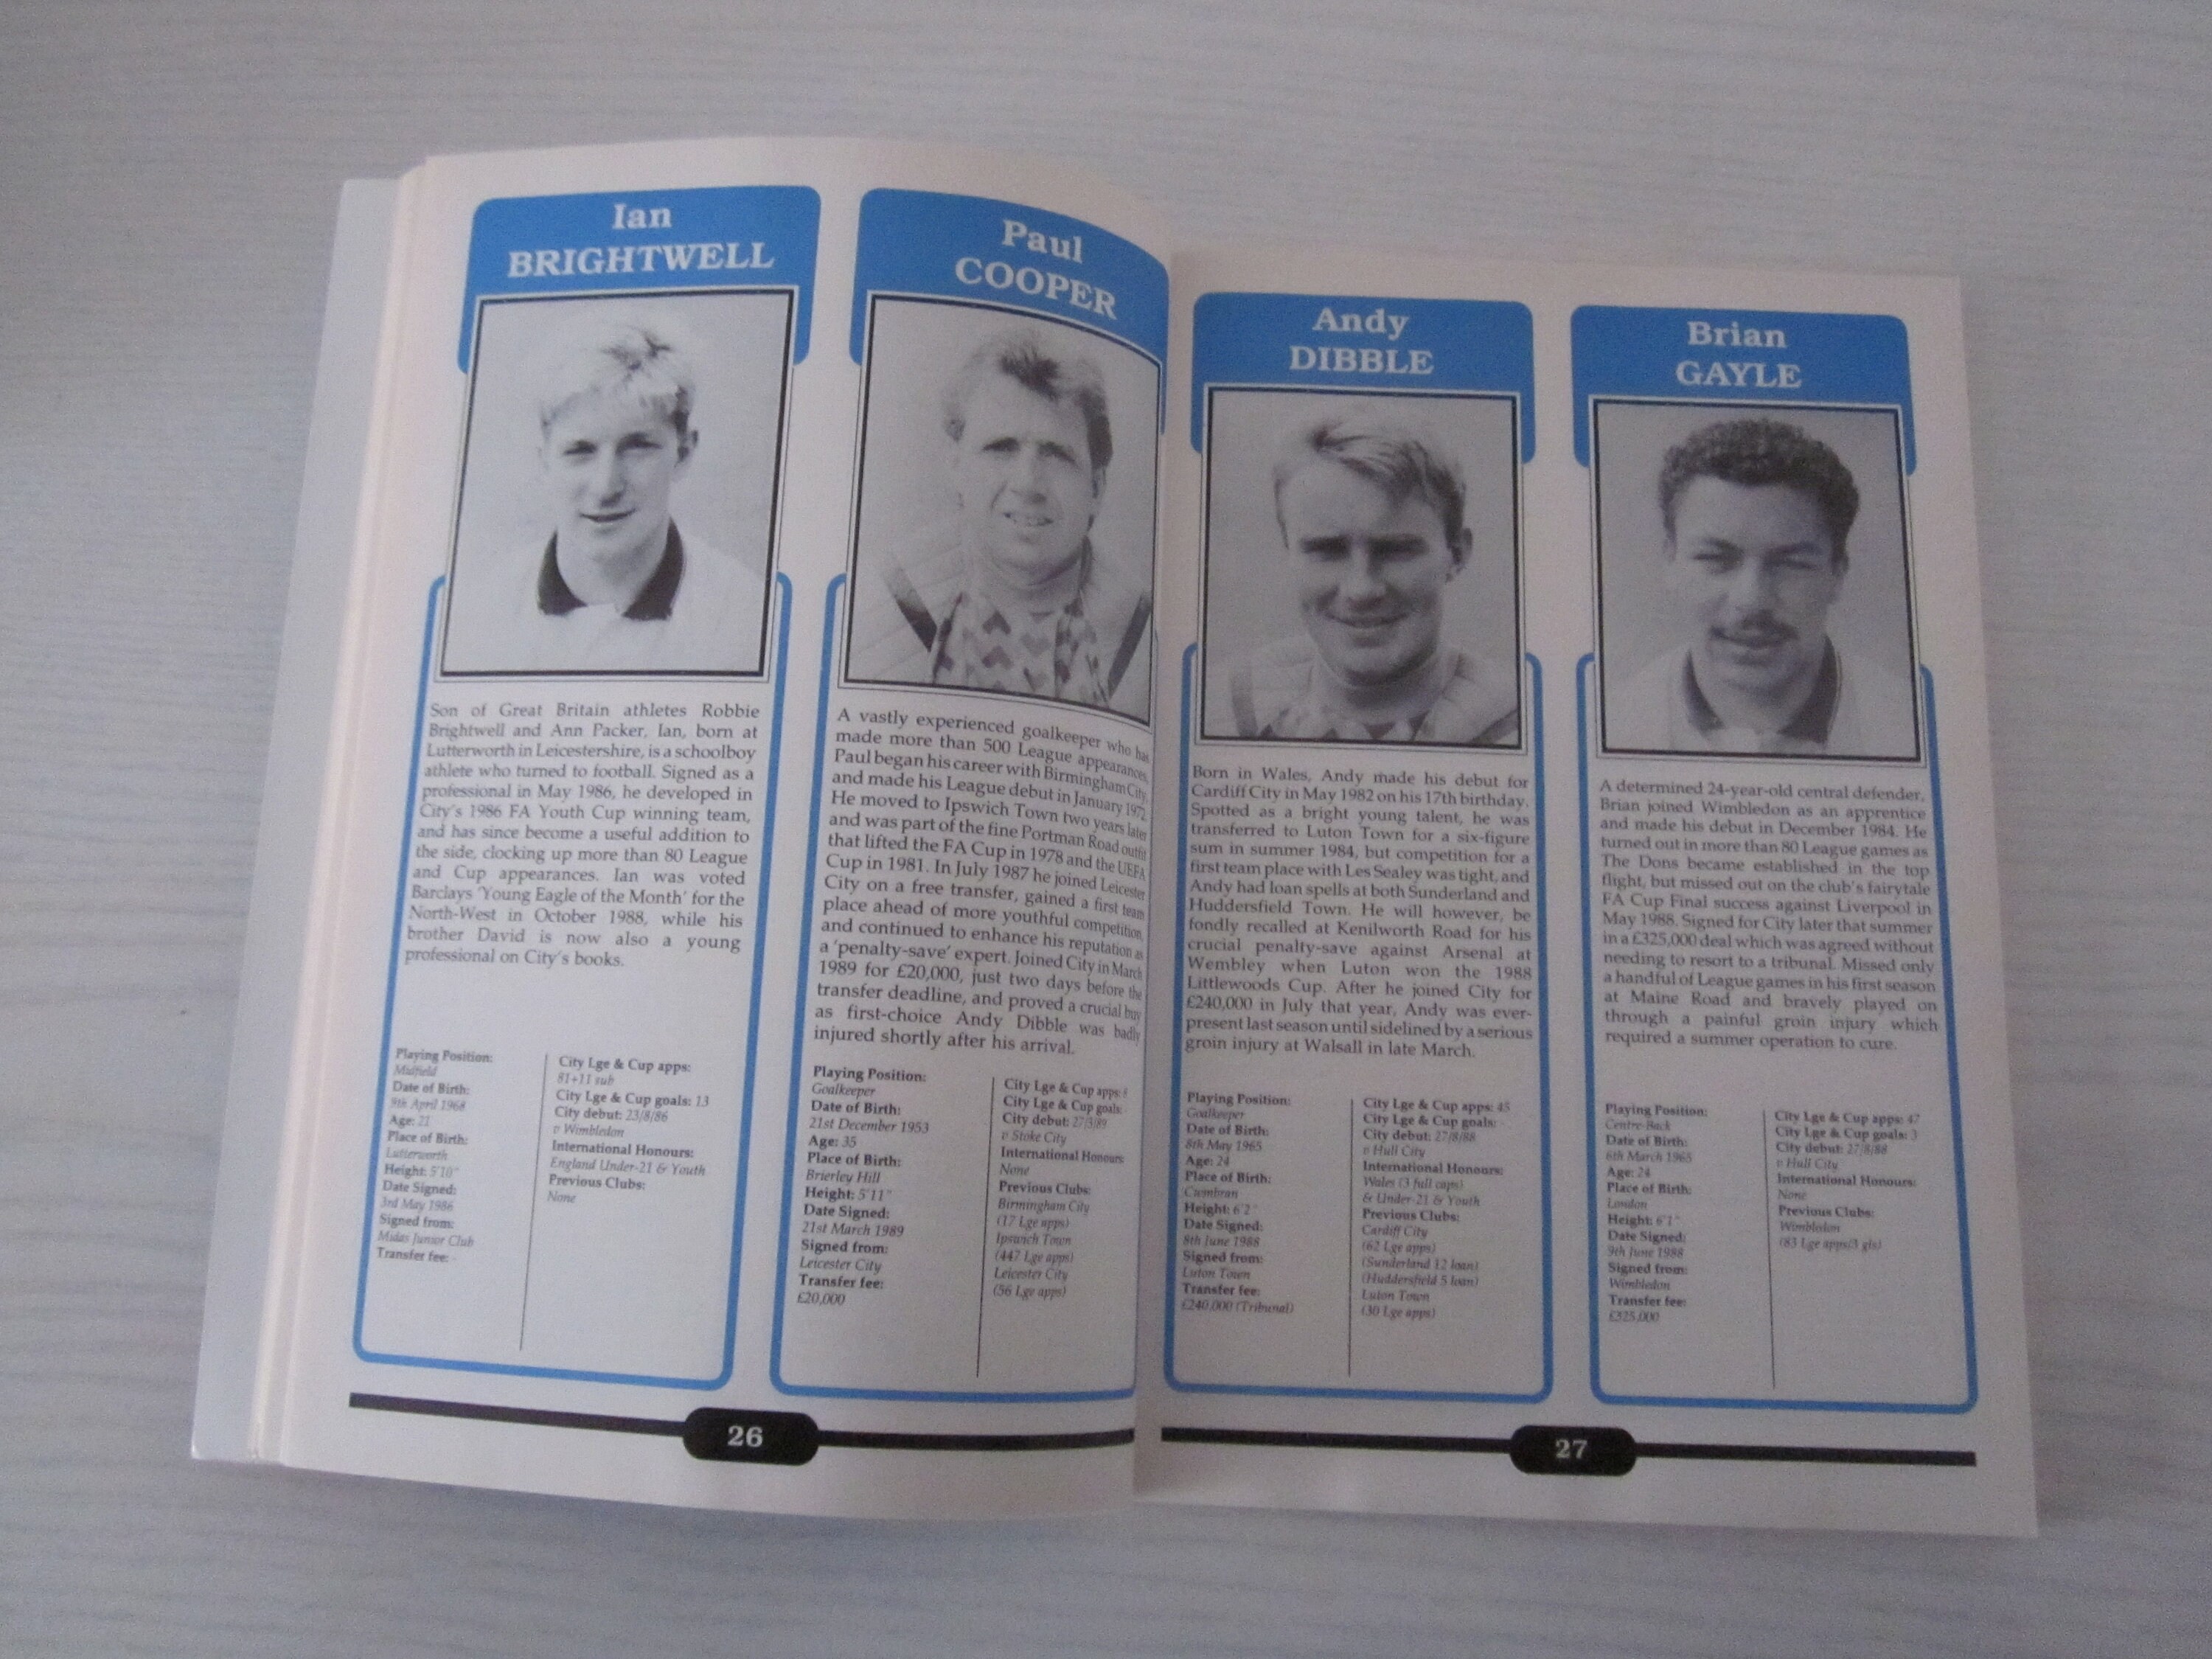 Ian
BRIGHTWELL
Son of Great Britain athletes Robbie
Brightwell and Ann Packer, Ian, born at
Lutterworth in Leicestershire, is a schoolboy
athlete who turned to football. Signed as a
professional in May 1986, he developed in
City's 1986 FA Youth Cup winning team,
and has since become a useful addition to
the side, clocking up more than 80 League
and Cup appearances. Ian was voted
Barclays 'Young Eagle of the Month' for the
North-West in October 1988, while his
brother David is now also a young
professional on City's books.
Playing Position:
Midfield
Date of Birth:
9th April 1968
Age: 21
Place of Birth:
Lutterworth
Height: 5'10"
Date Signed:
3rd May 1986
Signed from:
Midas Junior Club
Transfer fee: -
City Lge & Cup apps:
81+11 sub
City Lge & Cup goals: 13
City debut: 23/8/86
v Wimbledon
International Honours:
England Under-21 & Youth
Previous Clubs:
None
Paul
COOPER
A vastly experienced goalkeeper who has
made more than 500 League appearances,
Paul began his career with Birmingham City,
and made his League debut in January 1972.
He moved to Ipswich Town two years later
and was part of the fine Portman Road outfit
that lifted the FA Cup in 1978 and the UEFA
Cup in 1981. In July 1987 he joined Leicester
City on a free transfer, gained a first team
place ahead of more youthful competition,
and continued to enhance his reputation as
a 'penalty-save' expert. Joined City in March
1989 for £20,000, just two days before the
transfer deadline, and proved a crucial buy
as first-choice Andy Dibble was badly
injured shortly after his arrival.
Playing Position:
Goalkeeper
Date of Birth:
21st December 1953
Age: 35
Place of Birth:
Brierley Hill
Height: 5'11"
Date Signed:
21st March 1989
Signed from:
Leicester City
Transfer fee:
£20,000
City Lge & Cup apps:
City Lge & Cup goals:
City debut: 27/3/89
v Stoke City
International Honours
None
Previous Clubs:
Birmingham City
(17 Lge apps)
Ipswich Town
(447 Lge apps)
Leicester City
(56 Lge apps)
26
Andy
DIBBLE
Born in Wales, Andy made his debut for
Cardiff City in May 1982 on his 17th birthday.
Spotted as a bright young talent, he was
transferred to Luton Town for a six-figure
sum in summer 1984, but competition for a
first team place with Les Sealey was tight, and
Andy had loan spells at both Sunderland and
Huddersfield Town. He will however, be
fondly recalled at Kenilworth Road for his
crucial penalty-save against Arsenal at
Wembley when Luton won the 1988
Littlewoods Cup. After he joined City for
£240,000 in July that year, Andy was ever-
present last season until sidelined by a serious
groin injury at Walsall in late March.
Playing Position:
Goalkeeper
Date of Birth:
8th May 1965
Age: 24
Place of Birth:
Cwmbran
Height: 6'2"
Date Signed:
8th June 1988
Signed from:
Luton Town
Transfer fee:
£240,000 (Tribunal)
City Lge & Cup apps: 45
City Lge & Cup goals: -
City debut: 27/8/88
v Hull City
International Honours:
Wales (3 full caps)
& Under-21 & Youth
Previous Clubs:
Cardiff City
(62 Lge apps)
(Sunderland 12 loan)
(Huddersfield 5 loan)
Luton Town
(30 Lge apps)
Brian
GAYLE
A determined 24-year-old central defender,
Brian joined Wimbledon as an apprentice
and made his debut in December 1984. He
turned out in more than 80 League games as
The Dons became established in the top
flight, but missed out on the club's fairytale
FA Cup Final success against Liverpool in
May 1988. Signed for City later that summer
in a £325,000 deal which was agreed without
needing to resort to a tribunal. Missed only
a handful of League games in his first season
at Maine Road and bravely played on
through a painful groin injury which
required a summer operation to cure.
Playing Position:
Centre-Back
Date of Birth:
6th March 1965
Age: 24
Place of Birth:
London
Height: 6'1"
Date Signed:
9th June 1988
Signed from:
Wimbledon
Transfer fee:
£325,000
City Lge & Cup apps: 47
City Lge & Cup goals: 3
City debut: 27/8/88
v Hull City
International Honours:
None
Previous Clubs:
Wimbledon
(83 Lge apps/3 gls)
27